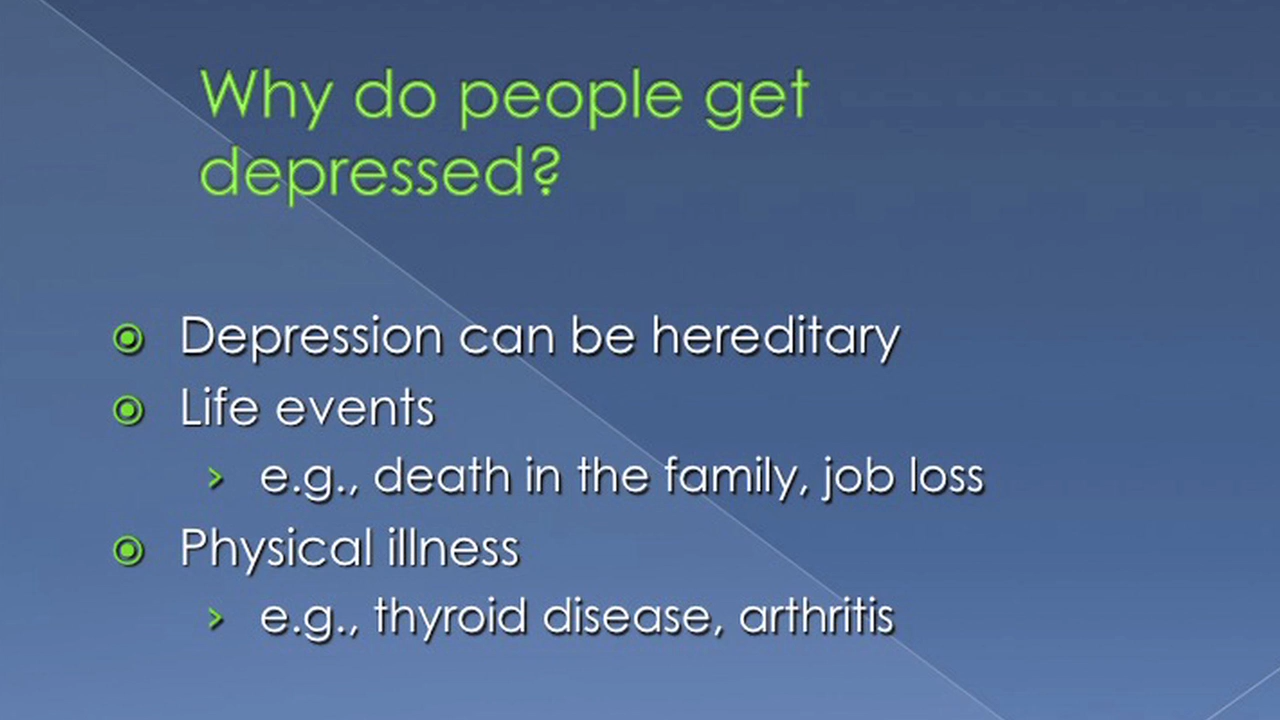 Why do people get
depressed?
Depression can be hereditary
Life events
e.g., death in the family, job loss
Physical illness
e.g., thyroid disease, arthritis